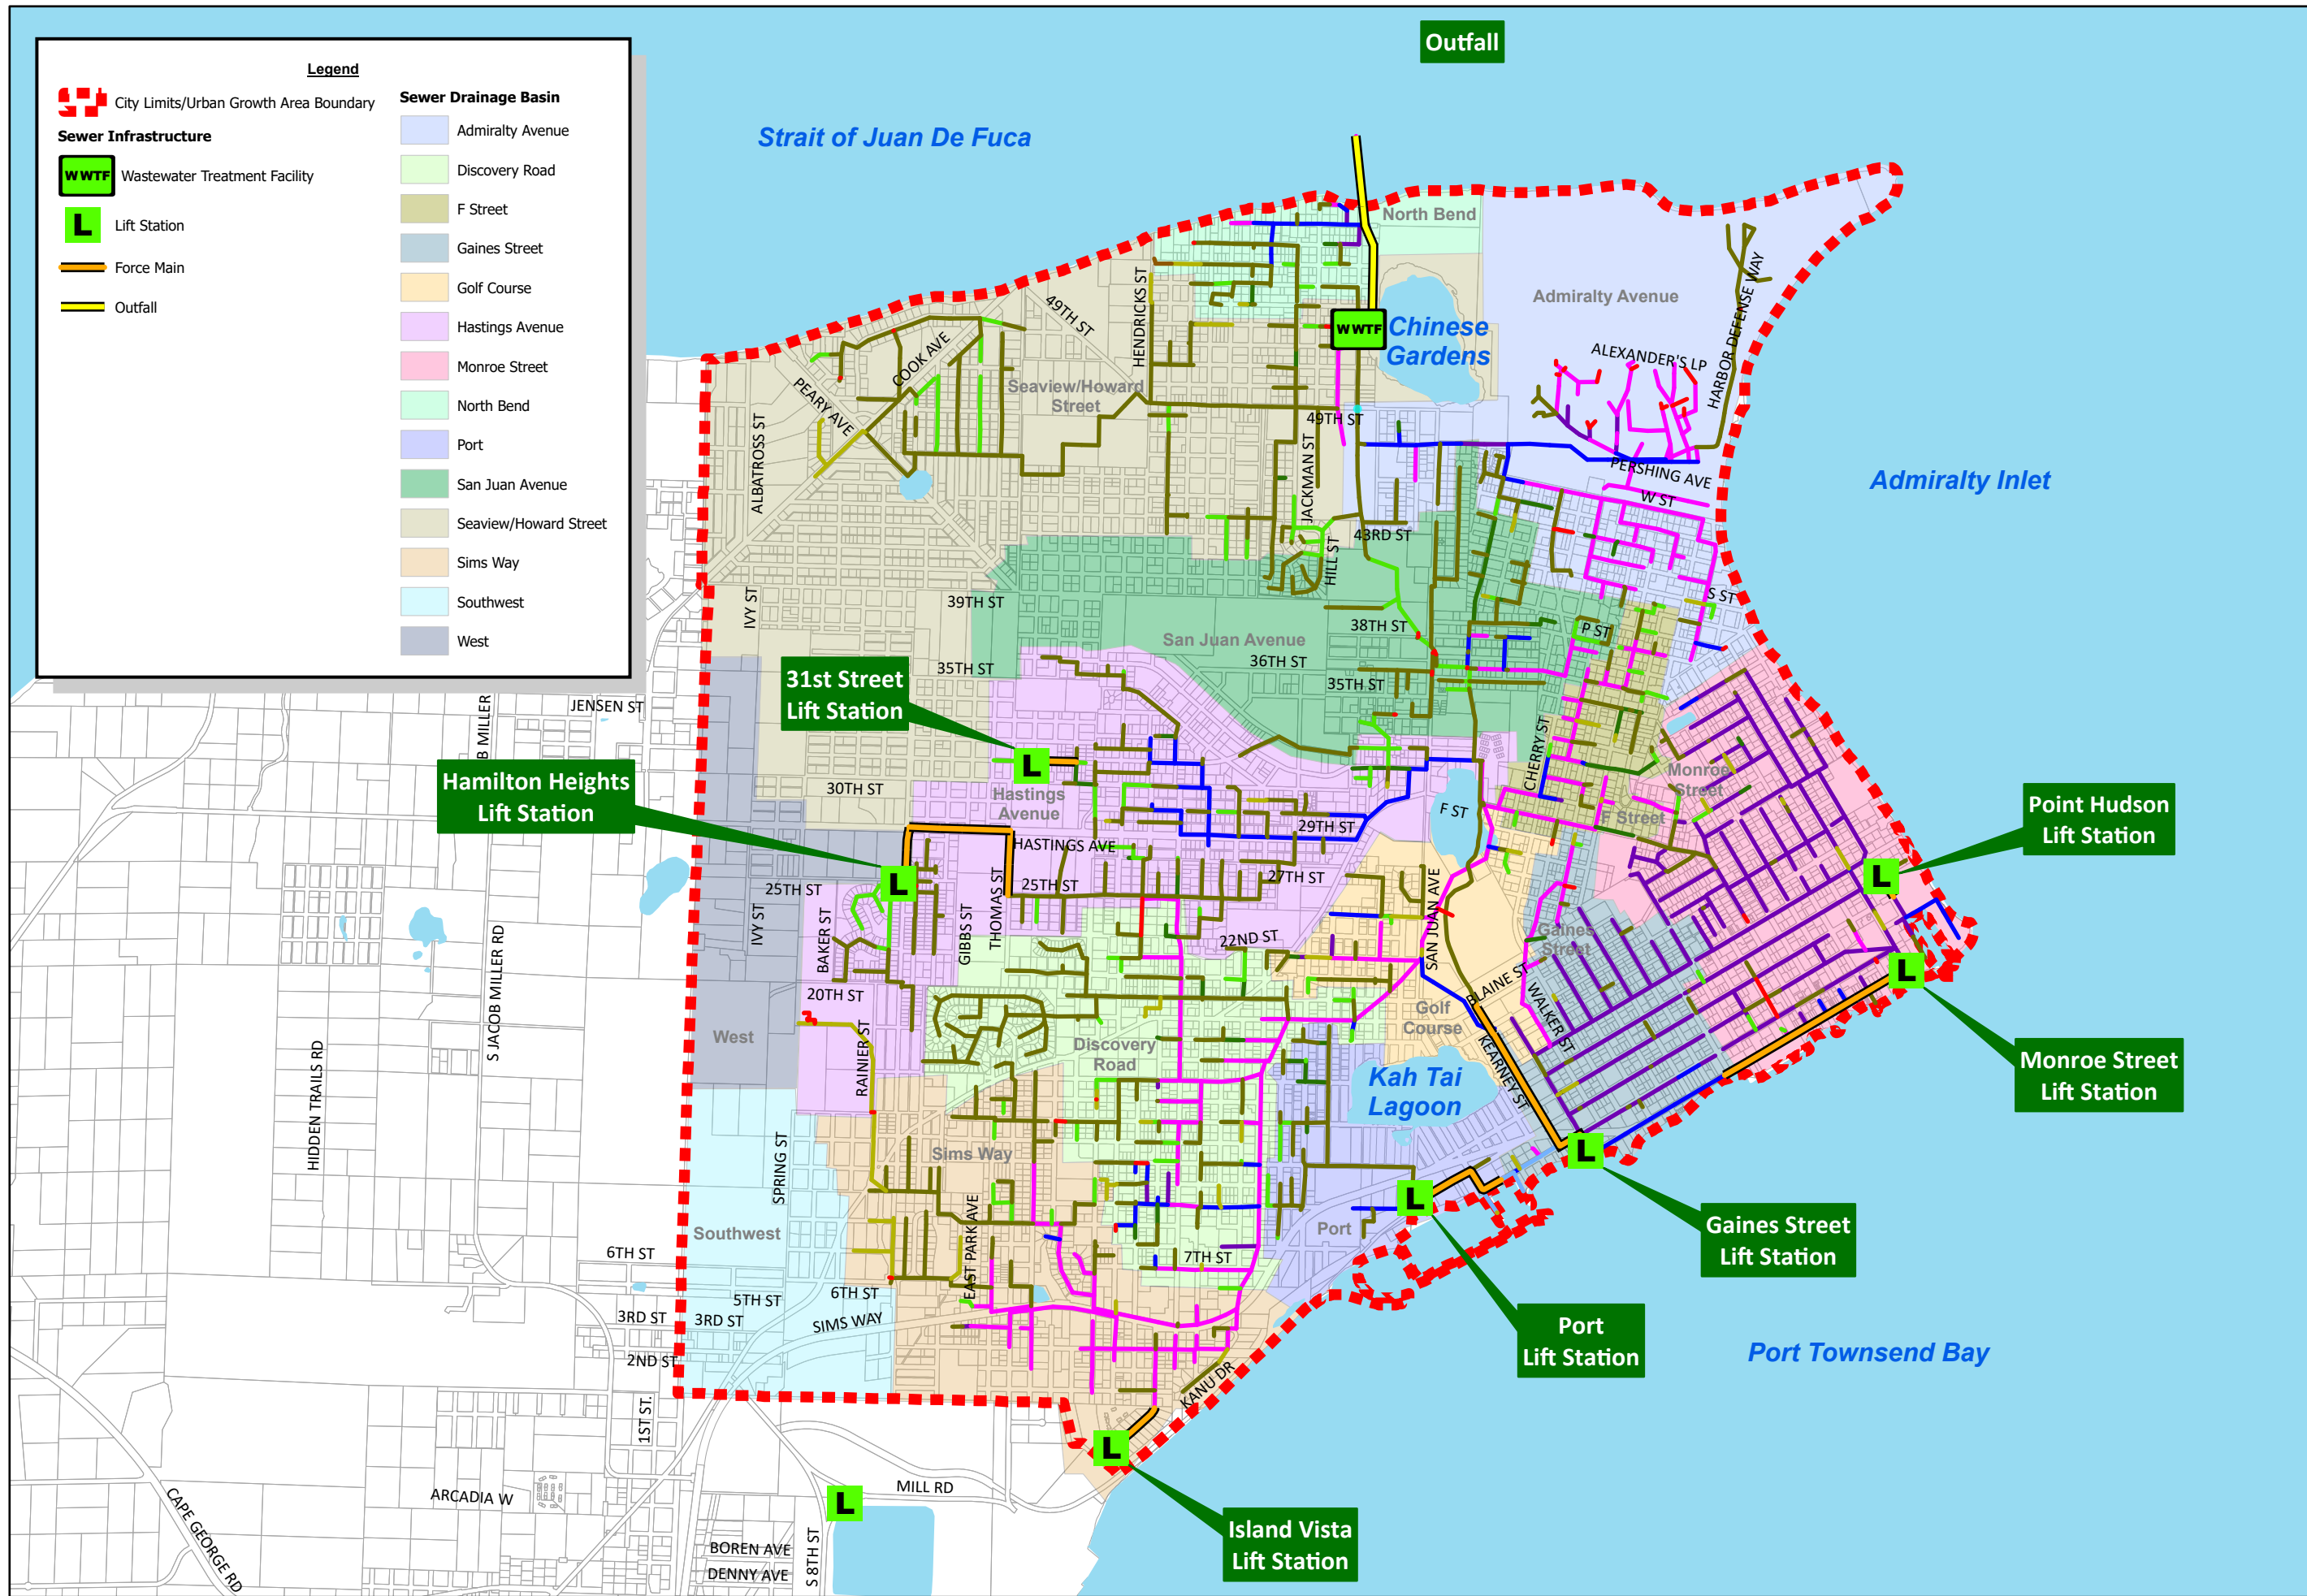 Legend
City Limits/Urban Growth Area Boundary
Sewer Infrastructure
WWTF
Wastewater Treatment Facility
L
Lift Station
Force Main
Outfall
Sewer Drainage Basin
Admiralty Avenue
Discovery Road
F Street
Gaines Street
Golf Course
Hastings Avenue
Monroe Street
North Bend
Port
San Juan Avenue
Seaview/Howard Street
Sims Way
Southwest
West
Outfall
Strait of Juan De Fuca
North Bend
Admiralty Avenue
HARBOR DEFENSE WAY
HENDRICKS ST
49TH ST
WWTF
Chinese
Gardens
COOK AVE
ALEXANDER'S LP
PEARY AVE
Seaview/Howard
Street
49TH ST
ALBATROSS ST
JACKMAN ST
PERSHING AVE
W ST
Admiralty Inlet
43RD ST
HILL ST
IVY ST
39TH ST
S ST
38TH ST
P ST
San Juan Avenue
36TH ST
35TH ST
35TH ST
31st Street
Lift Station
JENSEN ST
B MILLER
L
CHERRY ST
Monroe
Street
Hamilton Heights
Lift Station
30TH ST
Hastings
Avenue
F ST
F Street
29TH ST
Point Hudson
Lift Station
HASTINGS AVE
L
L
25TH ST
25TH ST
27TH ST
THOMAS ST
GIBBS ST
BAKER ST
IVY ST
SAN JUAN AVE
22ND ST
Gaines
Street
L
20TH ST
BLAINE ST
WALKER ST
S JACOB MILLER RD
West
RAINIER ST
Discovery
Road
Golf
Course
KEARNEY ST
Kah Tai
Lagoon
Monroe Street
Lift Station
HIDDEN TRAILS RD
SPRING ST
Sims Way
L
L
Southwest
EAST PARK AVE
Port
Gaines Street
Lift Station
6TH ST
7TH ST
5TH ST
6TH ST
3RD ST
3RD ST
SIMS WAY
2ND ST
Port
Lift Station
Port Townsend Bay
KANU DR
1ST ST.
L
CAPE GEORGE RD
ARCADIA W
L
MILL RD
Island Vista
Lift Station
BOREN AVE
DENNY AVE
S 8TH ST